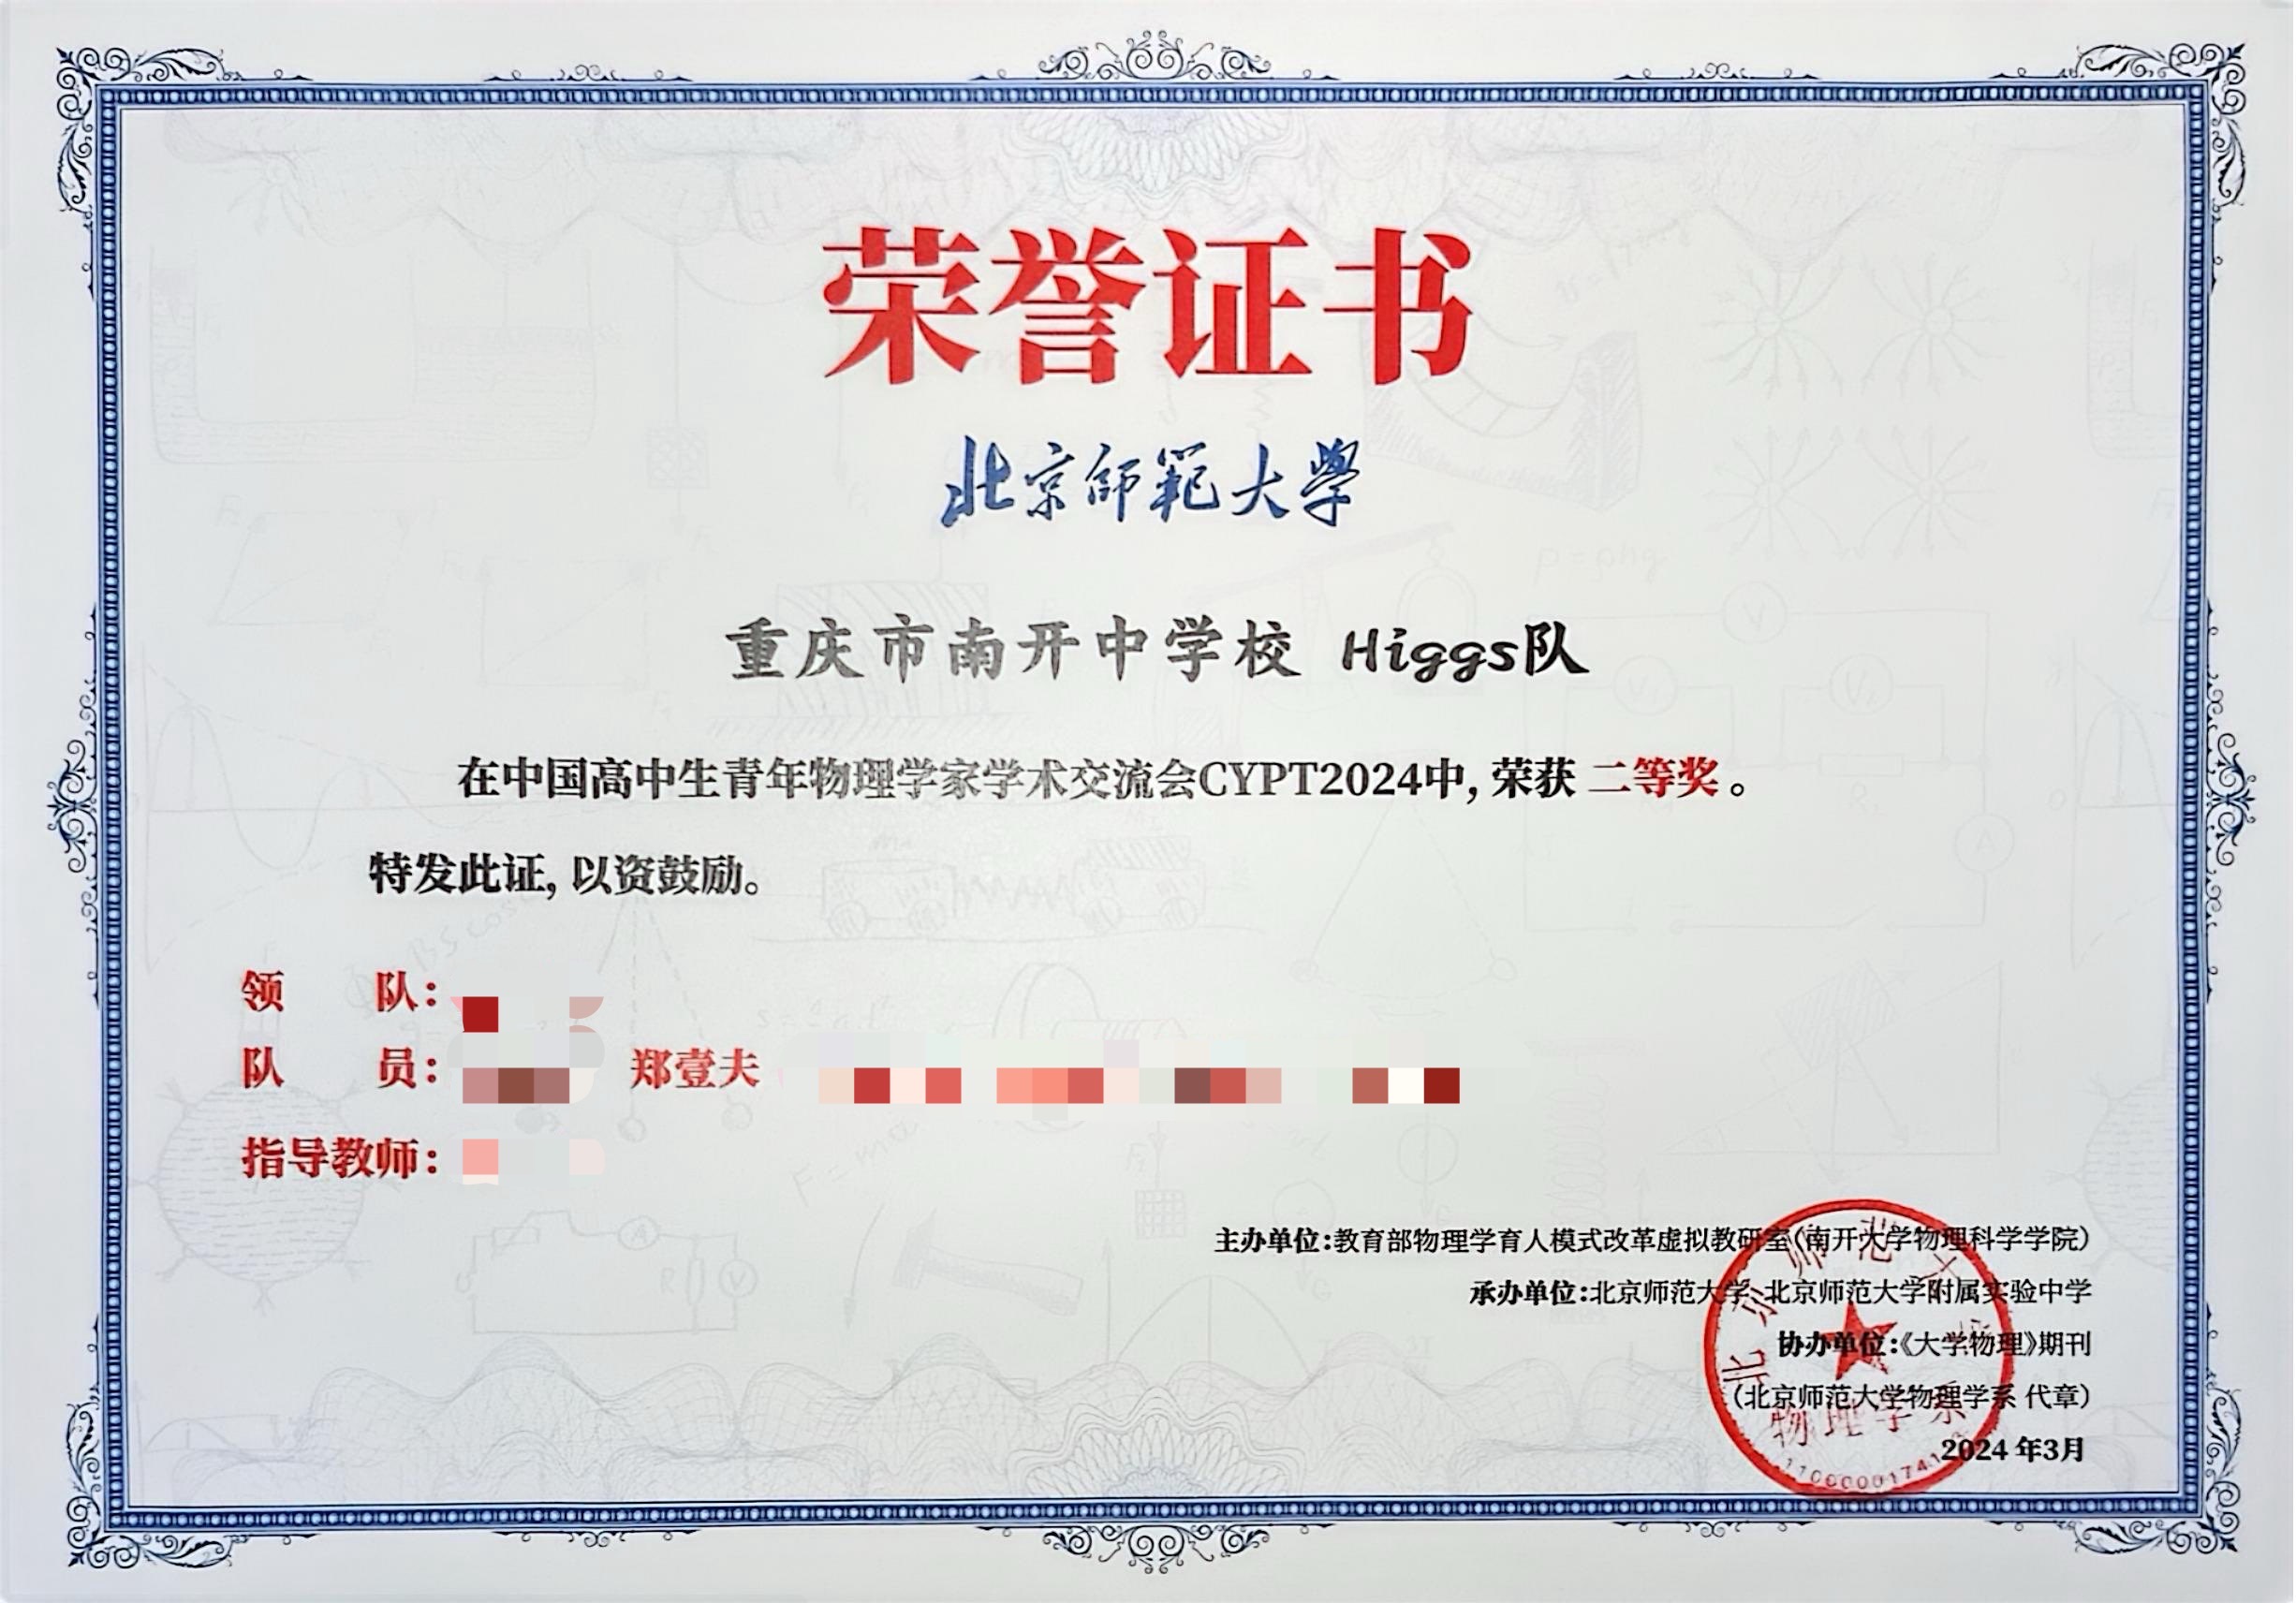 荣誉证书
北京师範大學
重庆市南开中学校 Higgs队
在中国高中生青年物理学家学术交流会CYPT2024中, 荣获 二等奖 。
特发此证, 以资鼓励。
领 队：
队 员： 郑壹夫
指导教师：
主办单位：教育部物理学育人模式改革虚拟教研室（南开大学物理科学学院）
承办单位：北京师范大学 北京师范大学附属实验中学
协办单位：《大学物理》期刊
（北京师范大学物理学系 代章）
2024 年3月
北京师范大学
物理学系
p=ρhg
F=ma